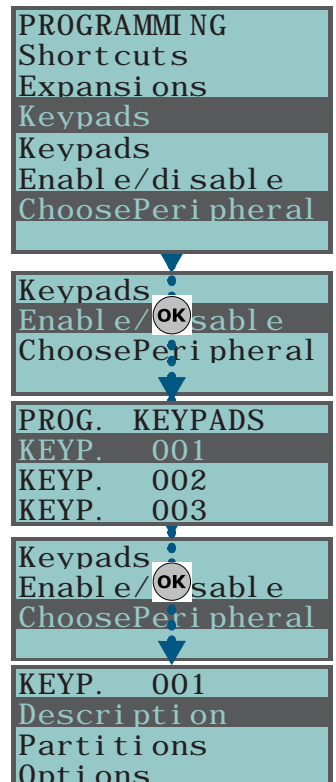 PROGRAMMING
Shortcuts
Expansions
Keypads
Keypads
Enable/disable
ChoosePeripheral
Keypads
Enable/ OK sable
ChoosePeripheral
PROG. KEYPADS
KEYP. 001
KEYP. 002
KEYP. 003
Keypads
Enable/ OK sable
ChoosePeripheral
KEYP. 001
Description
Partitions
Options